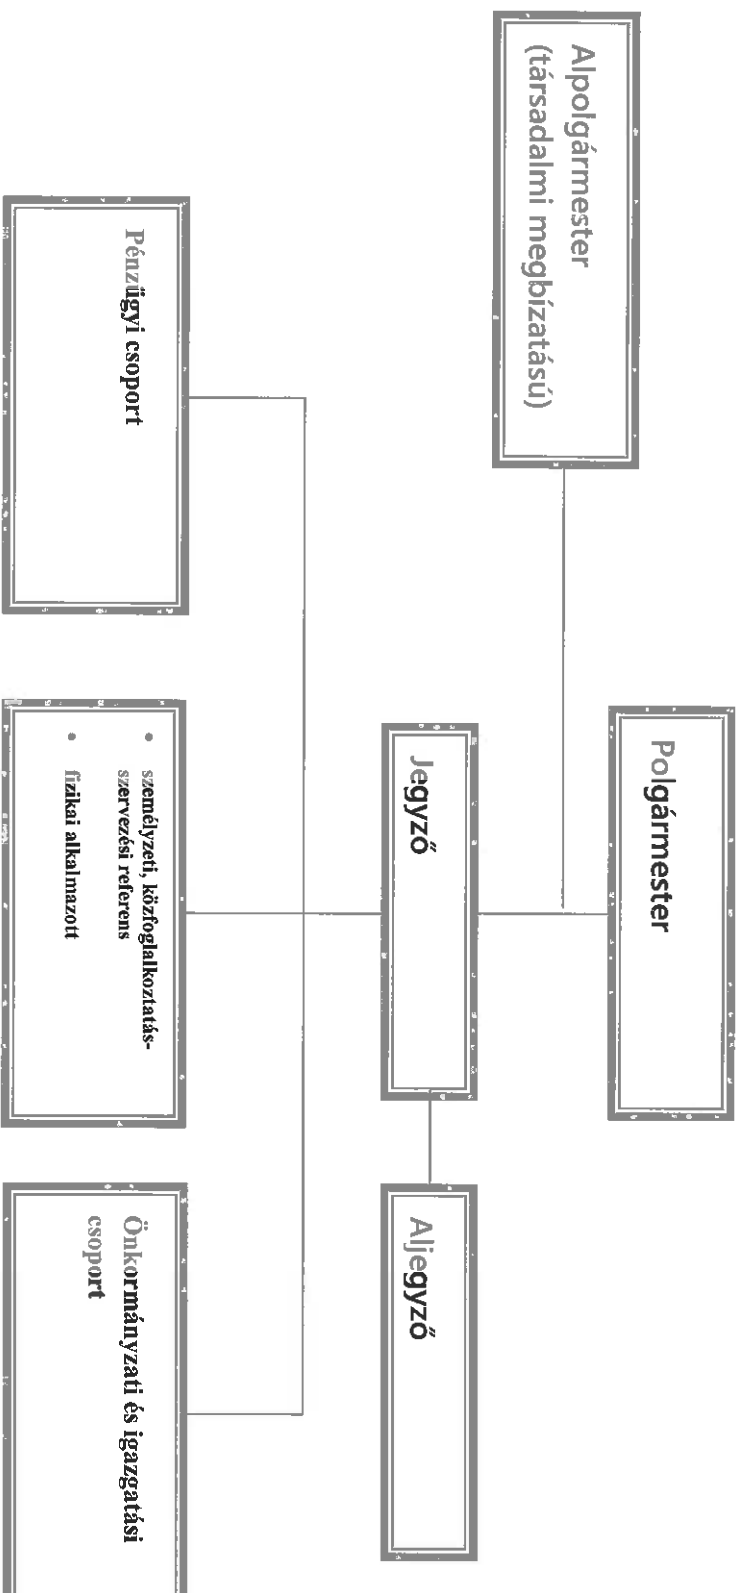 Polgármester
Alpolgármester
(társadalmi megbízatású)
Jegyző
Aljegyző
Pénzügyi csoport
• személyzeti, közfoglalkoztatás-
szervezési referens
• fizikai alkalmazott
Önkormányzati és igazgatási
csoport